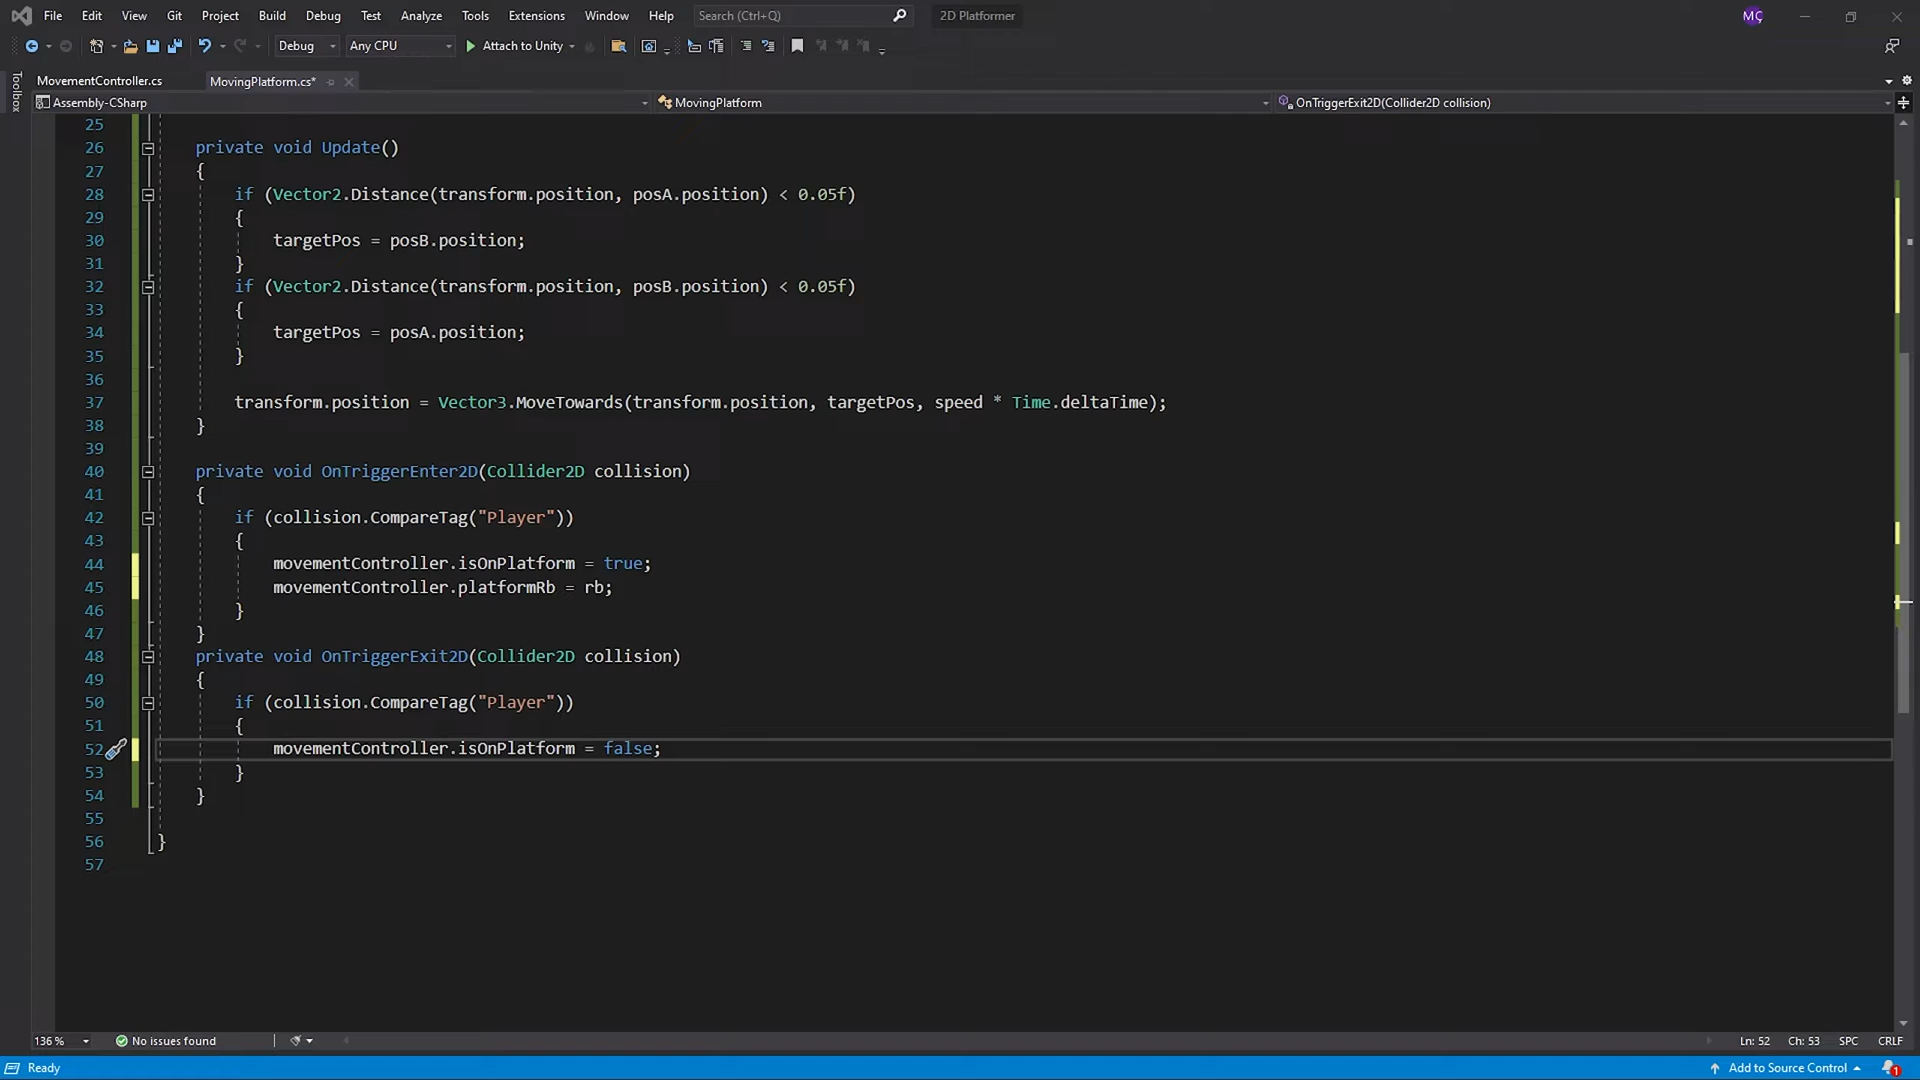 File Edit View Git Project Build Debug Test Analyze Tools Extensions Window Help Search (Ctrl+Q) 2D Platformer MÇ
Debug Any CPU Attach to Unity
MovementController.cs MovingPlatform.cs*
Toolbox
Assembly-CSharp MovingPlatform OnTriggerExit2D(Collider2D collision)
25
26 private void Update()
27 {
28 if (Vector2.Distance(transform.position, posA.position) < 0.05f)
29 {
30 targetPos = posB.position;
31 }
32 if (Vector2.Distance(transform.position, posB.position) < 0.05f)
33 {
34 targetPos = posA.position;
35 }
36
37 transform.position = Vector3.MoveTowards(transform.position, targetPos, speed * Time.deltaTime);
38 }
39
40 private void OnTriggerEnter2D(Collider2D collision)
41 {
42 if (collision.CompareTag("Player"))
43 {
44 movementController.isOnPlatform = true;
45 movementController.platformRb = rb;
46 }
47 }
48 private void OnTriggerExit2D(Collider2D collision)
49 {
50 if (collision.CompareTag("Player"))
51 {
52 movementController.isOnPlatform = false;
53 }
54 }
55
56 }
57
136 % No issues found Ln: 52 Ch: 53 SPC CRLF
Ready Add to Source Control 1